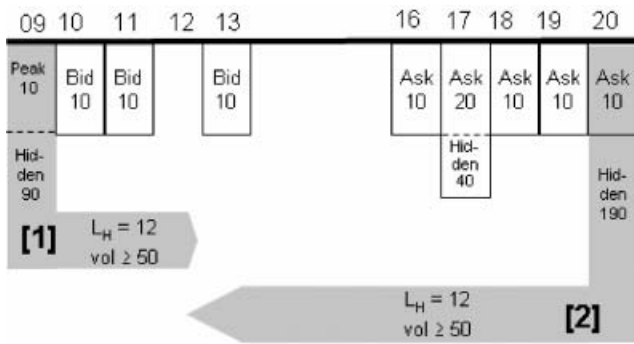 09 10 11 12 13 16 17 18 19 20
Peak
10
Bid
10
Bid
10
Bid
10
Ask
10
Ask
20
Ask
10
Ask
10
Ask
10
Hid-
den
90
Hid-
den
40
Hid-
den
190
[1]
L_H = 12
vol ≥ 50
L_H = 12
vol ≥ 50
[2]